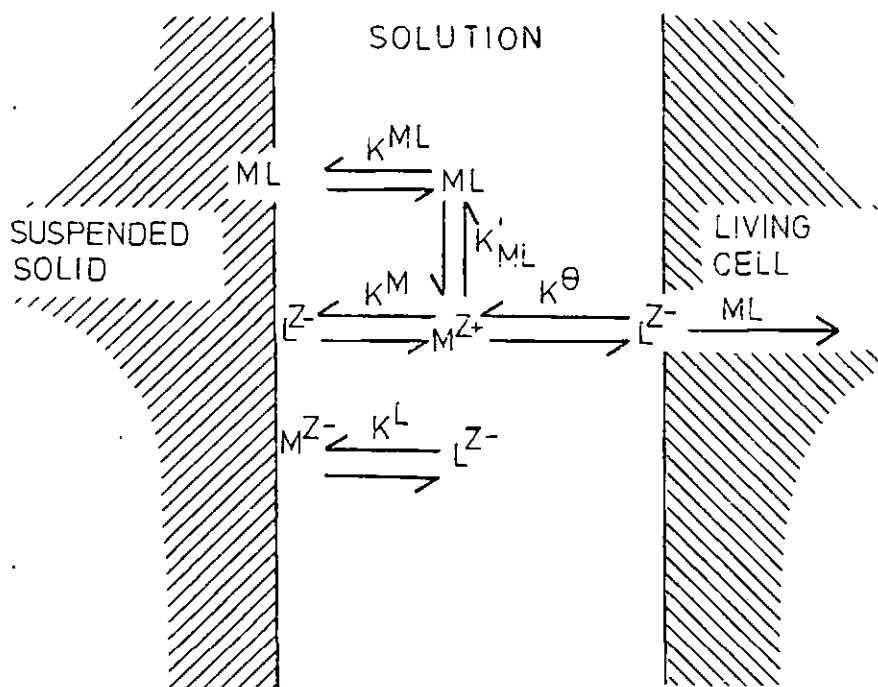 SOLUTION
K^ML
ML ML
K'_ML
SUSPENDED SOLID
LIVING CELL
K^M K^θ ML
L^Z- M^Z+ L^Z-
K^L
M^Z- L^Z-